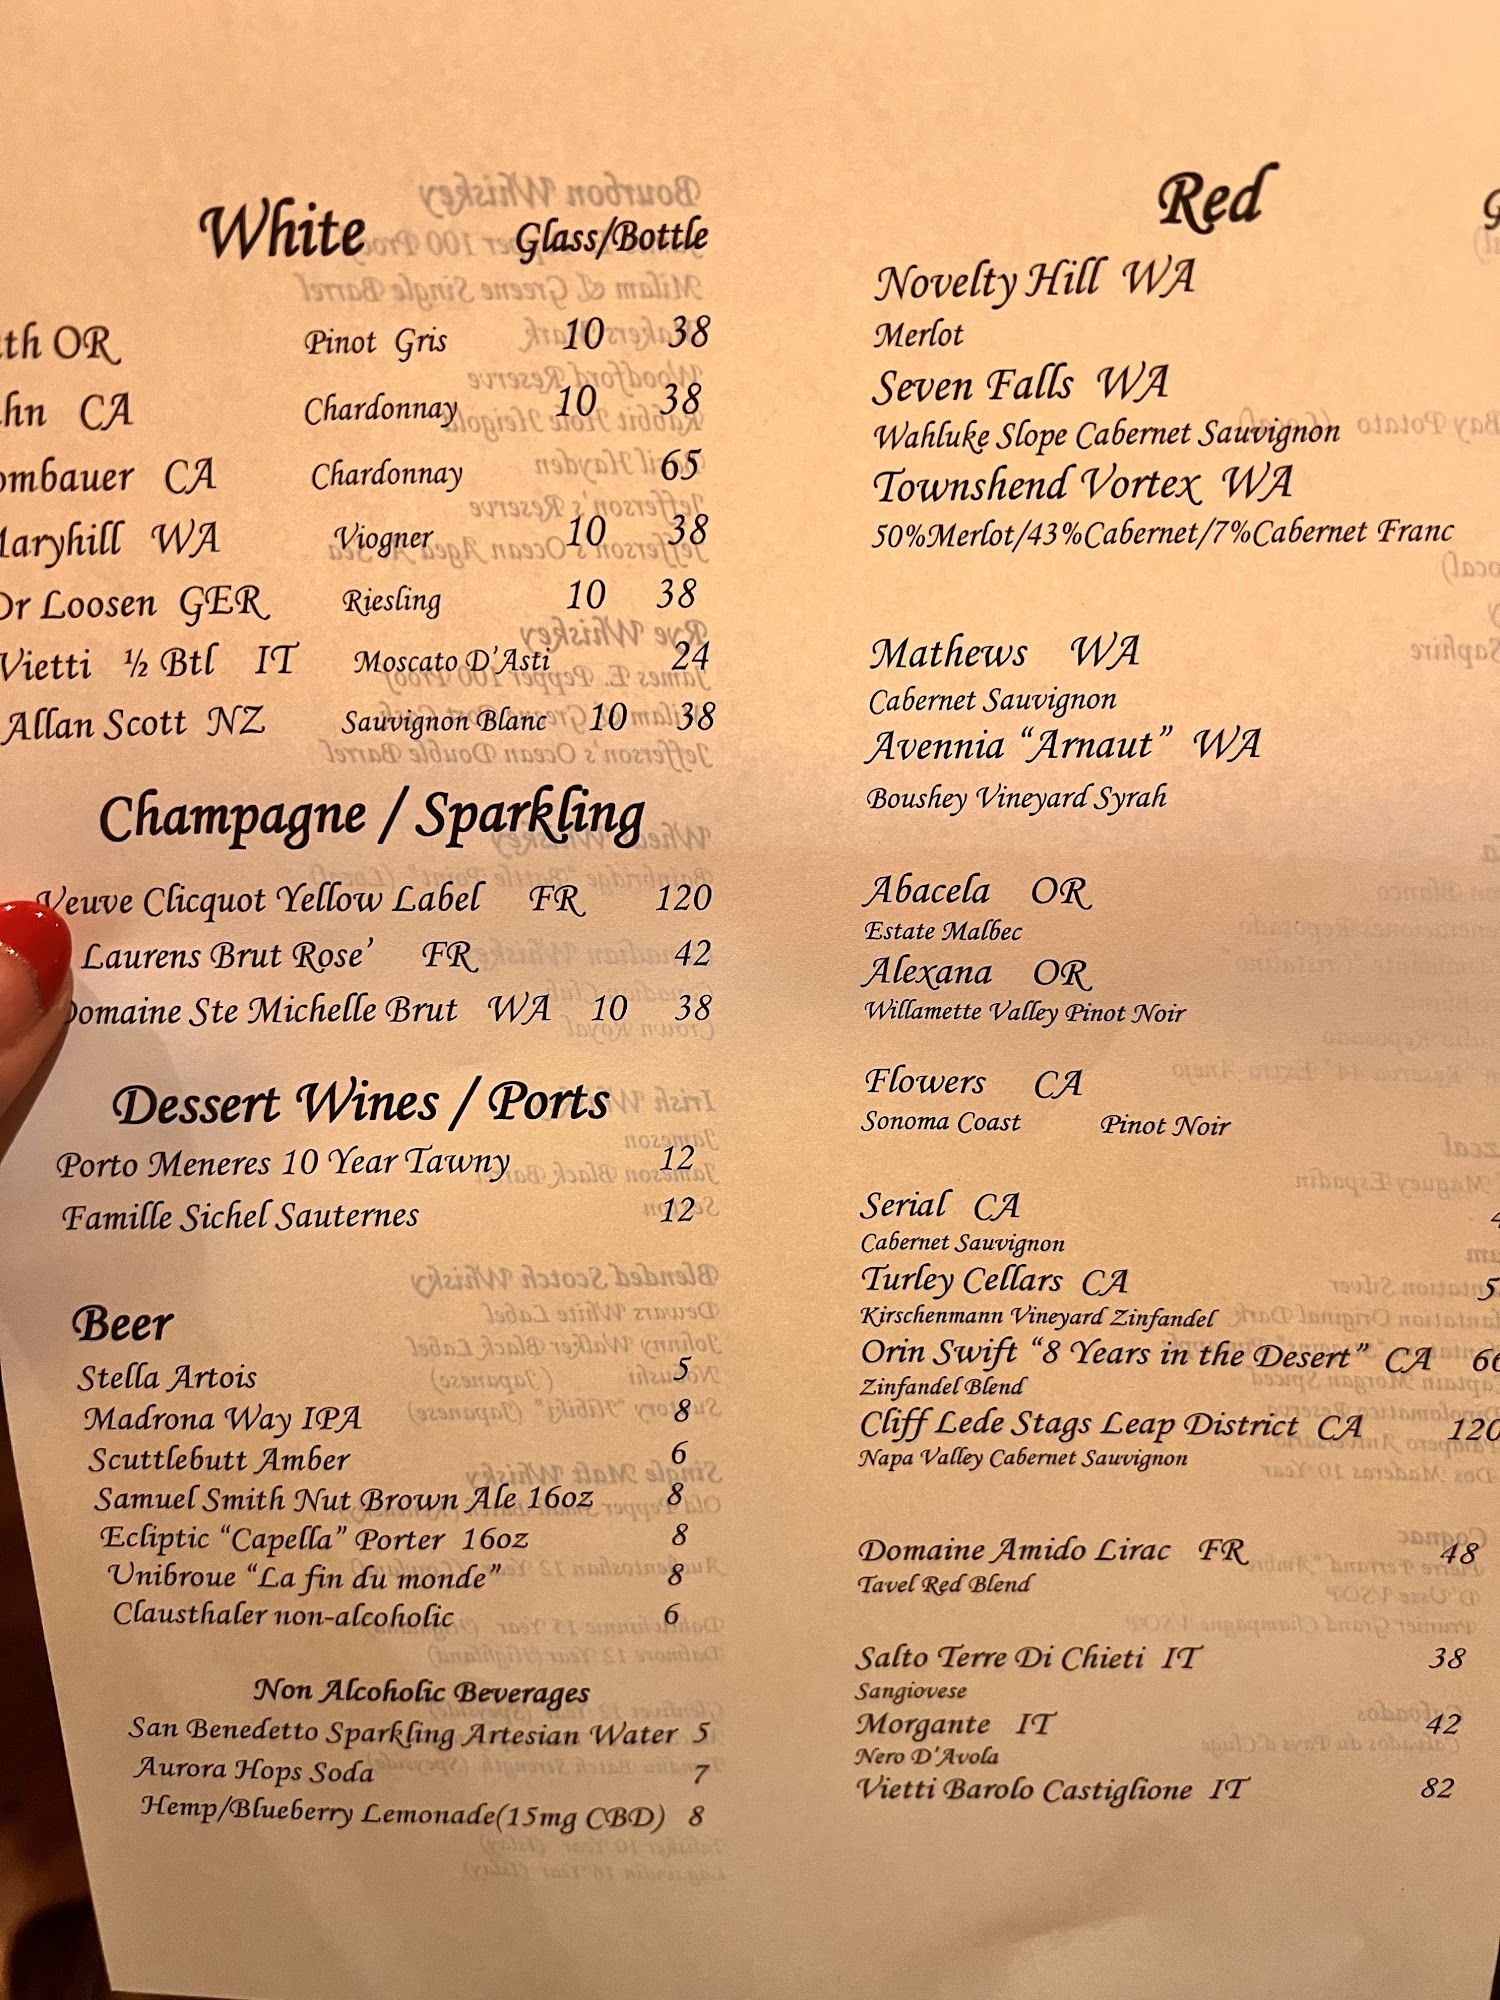 White Glass/Bottle
OR Pinot Gris 10 38
CA Chardonnay 10 38
CA Chardonnay 65
WA Viogner 10 38
Dr Loosen GER Riesling 10 38
Vietti ½ Btl IT Moscato D'Asti 24
Allan Scott NZ Sauvignon Blanc 10 38
Champagne / Sparkling
Veuve Clicquot Yellow Label FR 120
Laurens Brut Rose' FR 42
Domaine Ste Michelle Brut WA 10 38
Dessert Wines / Ports
Porto Meneres 10 Year Tawny 12
Famille Sichel Sauternes 12
Beer
Stella Artois 5
Madrona Way IPA 8
Scuttlebutt Amber 6
Samuel Smith Nut Brown Ale 16oz 8
Ecliptic "Capella" Porter 16oz 8
Unibroue "La fin du monde" 8
Clausthaler non-alcoholic 6
Non Alcoholic Beverages
San Benedetto Sparkling Artesian Water 5
Aurora Hops Soda 7
Hemp/Blueberry Lemonade(15mg CBD) 8
Red
Novelty Hill WA
Merlot
Seven Falls WA
Wahluke Slope Cabernet Sauvignon
Townshend Vortex WA
50%Merlot/43%Cabernet/7%Cabernet Franc
Mathews WA
Cabernet Sauvignon
Avennia "Arnaut" WA
Boushey Vineyard Syrah
Abacela OR
Estate Malbec
Alexana OR
Willamette Valley Pinot Noir
Flowers CA
Sonoma Coast Pinot Noir
Serial CA
Cabernet Sauvignon
Turley Cellars CA
Kirschenmann Vineyard Zinfandel
Orin Swift "8 Years in the Desert" CA
Zinfandel Blend
Cliff Lede Stags Leap District CA 120
Napa Valley Cabernet Sauvignon
Domaine Amido Lirac FR 48
Tavel Red Blend
Salto Terre Di Chieti IT 38
Sangiovese
Morgante IT 42
Nero D'Avola
Vietti Barolo Castiglione IT 82